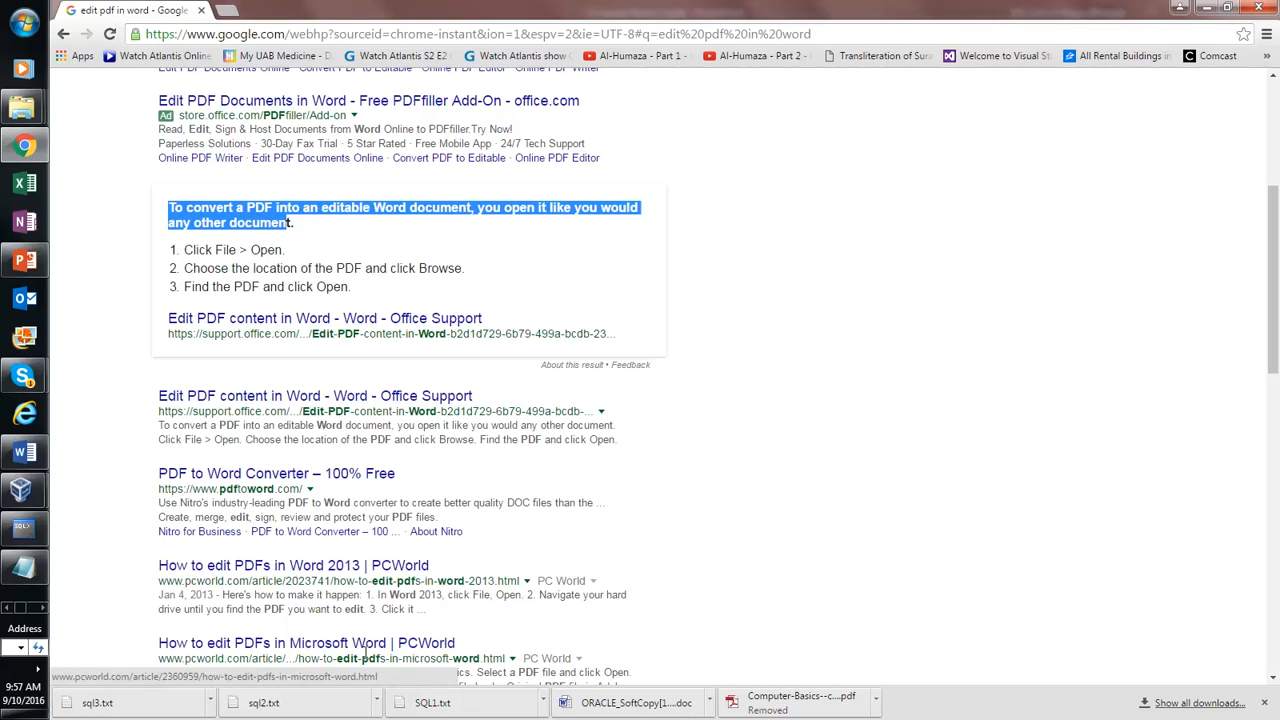 edit pdf in word - Google
https://www.google.com/webhp?sourceid=chrome-instant&ion=1&espv=2&ie=UTF-8#q=edit%20pdf%20in%20word
Apps Watch Atlantis Onlin My UAB Medicine - D Watch Atlantis S2 E2 Watch Atlantis show Al-Humaza - Part 1 - Al-Humaza - Part 2 - Transliteration of Sura Welcome to Visual St All Rental Buildings in Comcast
Edit PDF Documents in Word - Free PDFfiller Add-On - office.com
Ad store.office.com/PDFfiller/Add-on
Read, Edit, Sign & Host Documents from Word Online to PDFfiller.Try Now!
Paperless Solutions · 30-Day Fax Trial · 5 Star Rated · Free Mobile App · 24/7 Tech Support
Online PDF Writer · Edit PDF Documents Online · Convert PDF to Editable · Online PDF Editor
To convert a PDF into an editable Word document, you open it like you would
any other document.
1. Click File > Open.
2. Choose the location of the PDF and click Browse.
3. Find the PDF and click Open.
Edit PDF content in Word - Word - Office Support
https://support.office.com/.../Edit-PDF-content-in-Word-b2d1d729-6b79-499a-bcdb-23...
About this result • Feedback
Edit PDF content in Word - Word - Office Support
https://support.office.com/.../Edit-PDF-content-in-Word-b2d1d729-6b79-499a-bcdb-...
To convert a PDF into an editable Word document, you open it like you would any other document.
Click File > Open. Choose the location of the PDF and click Browse. Find the PDF and click Open.
PDF to Word Converter – 100% Free
https://www.pdftoword.com/
Use Nitro's industry-leading PDF to Word converter to create better quality DOC files than the ...
Create, merge, edit, sign, review and protect your PDF files.
Nitro for Business · PDF to Word Converter – 100 ... · About Nitro
How to edit PDFs in Word 2013 | PCWorld
www.pcworld.com/article/2023741/how-to-edit-pdfs-in-word-2013.html PC World
Jan 4, 2013 - Here's how to make it happen: 1. In Word 2013, click File, Open. 2. Navigate your hard
drive until you find the PDF you want to edit. 3. Click it ...
How to edit PDFs in Microsoft Word | PCWorld
www.pcworld.com/article/.../how-to-edit-pdfs-in-microsoft-word.html PC World
ics. Select a PDF file and click Open.
www.pcworld.com/article/2360959/how-to-edit-pdfs-in-microsoft-word.html
Address
9:57 AM
9/10/2016
sql3.txt sql2.txt SQL1.txt ORACLE_SoftCopy[1...doc Computer-Basics--c....pdf
Removed
Show all downloads...